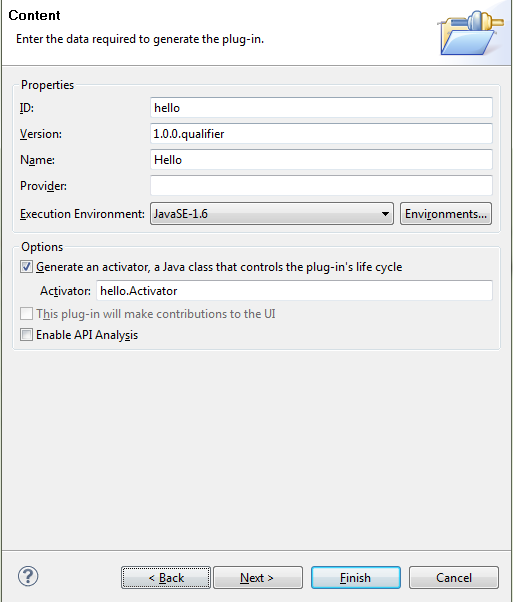 Content
Enter the data required to generate the plug-in.
Properties
ID: hello
Version: 1.0.0.qualifier
Name: Hello
Provider:
Execution Environment: JavaSE-1.6 Environments...
Options
Generate an activator, a Java class that controls the plug-in's life cycle
Activator: hello.Activator
This plug-in will make contributions to the UI
Enable API Analysis
? < Back Next > Finish Cancel